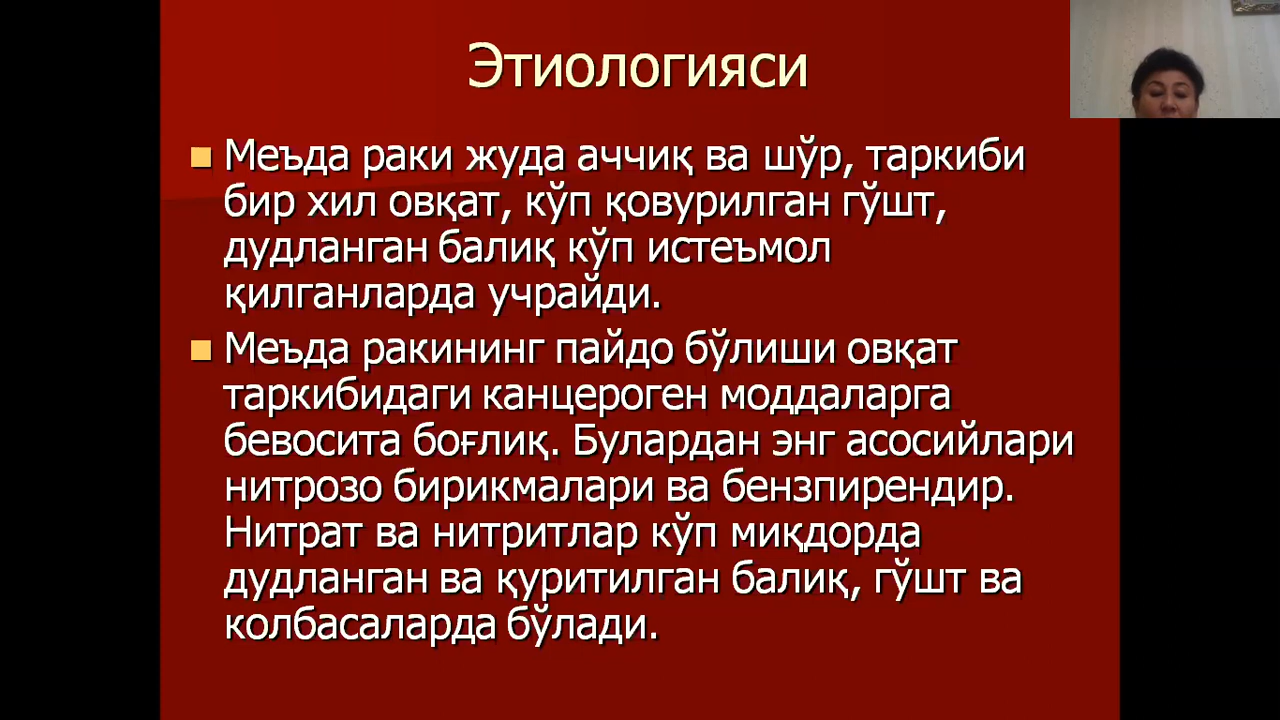 Этиологияси
Меъда раки жуда аччиқ ва шўр, таркиби
бир хил овқат, кўп қовурилган гўшт,
дудланган балиқ кўп истеъмол
қилганларда учрайди.
Меъда ракининг пайдо бўлиши овқат
таркибидаги канцероген моддаларга
бевосита боғлиқ. Булардан энг асосийлари
нитрозо бирикмалари ва бензпирендир.
Нитрат ва нитритлар кўп миқдорда
дудланган ва қуритилган балиқ, гўшт ва
колбасаларда бўлади.